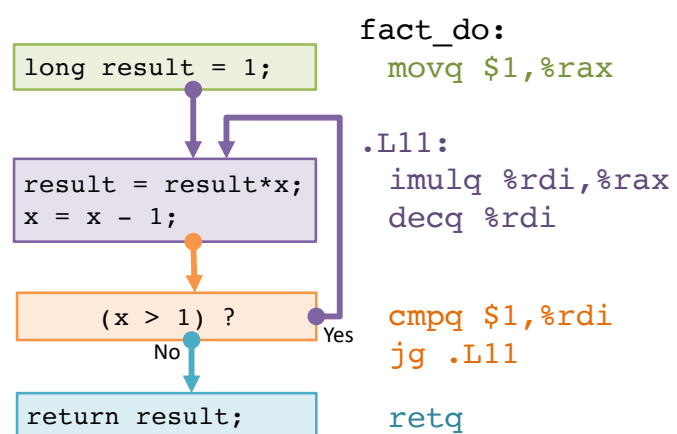 fact_do:
long result = 1;
movq $1,%rax
.L11:
result = result*x;
imulq %rdi,%rax
x = x – 1;
decq %rdi
(x > 1) ?
cmpq $1,%rdi
Yes
No
jg .L11
return result;
retq